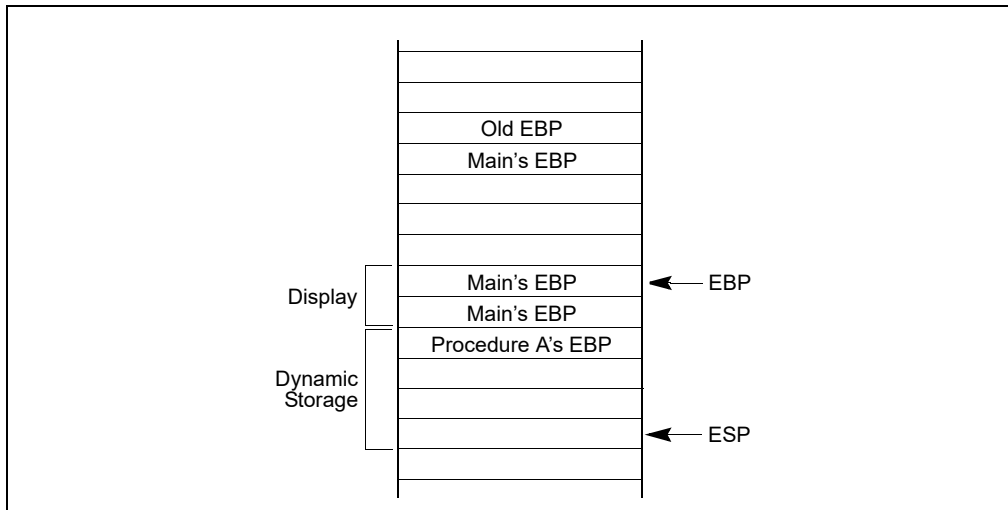 Old EBP
Main’s EBP
Display
Main’s EBP
EBP
Main’s EBP
Procedure A’s EBP
Dynamic
Storage
ESP